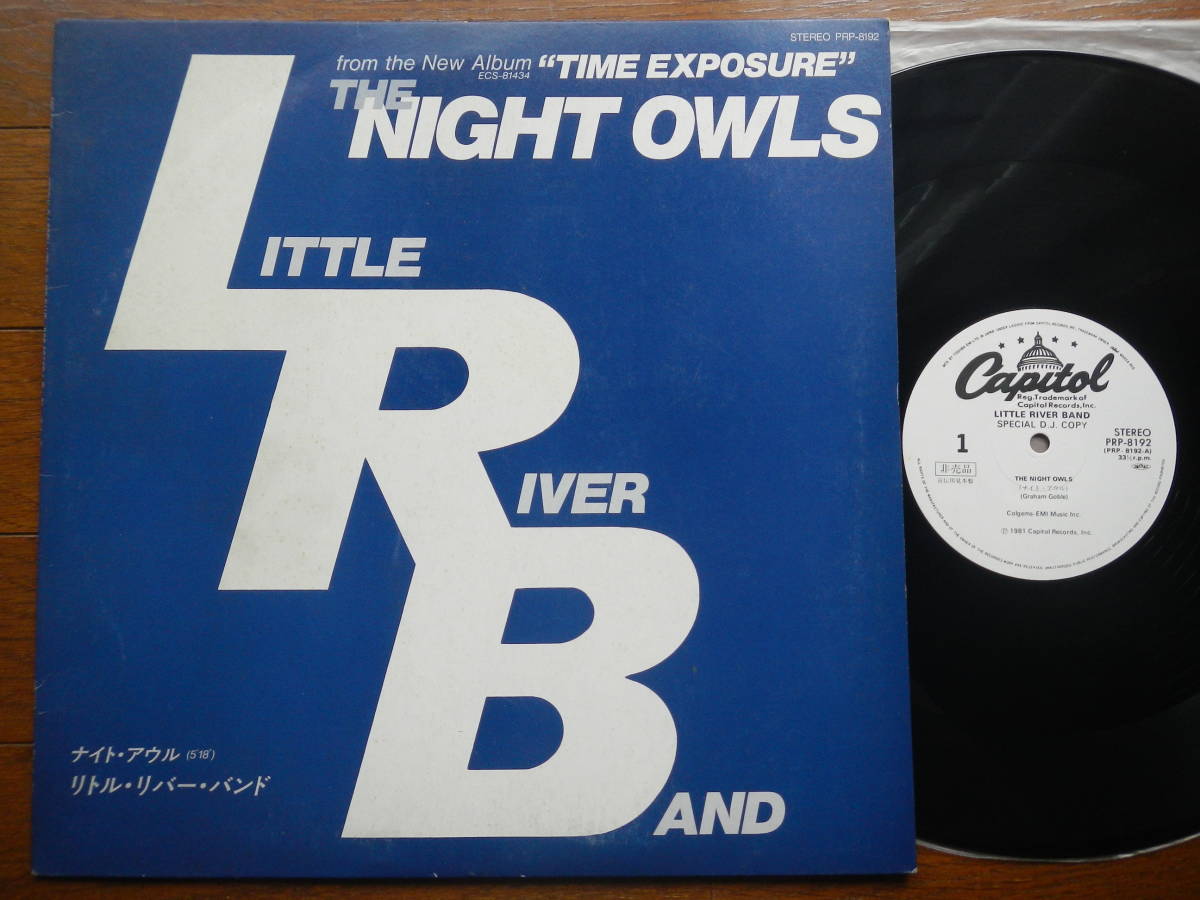 STEREO PRP-8192
from the New Album "TIME EXPOSURE"
ECS-81434
THE NIGHT OWLS
LITTLE
RIVER
BAND
ナイト・アウル (5'18")
リトル・リバー・バンド
Capitol
Reg. Trademark of
Capitol Records, Inc.
LITTLE RIVER BAND
SPECIAL D.J. COPY
1
STEREO
PRP-8192
(PRP-8192-A)
33⅓ r.p.m.
非売品
THE NIGHT OWLS
(ナイト・アウル)
(Graham Goble)
Colgems-EMI Music Inc.
Ⓟ 1981 Capitol Records, Inc.